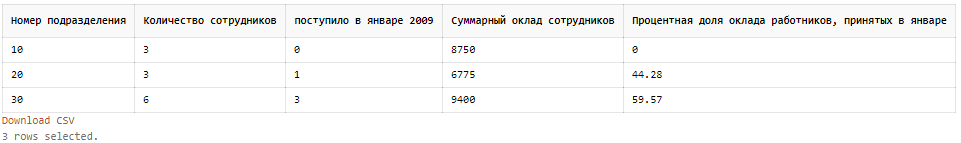 Номер подразделения Количество сотрудников поступило в январе 2009 Суммарный оклад сотрудников Процентная доля оклада работников, принятых в январе
10 3 0 8750 0
20 3 1 6775 44.28
30 6 3 9400 59.57
Download CSV
3 rows selected.